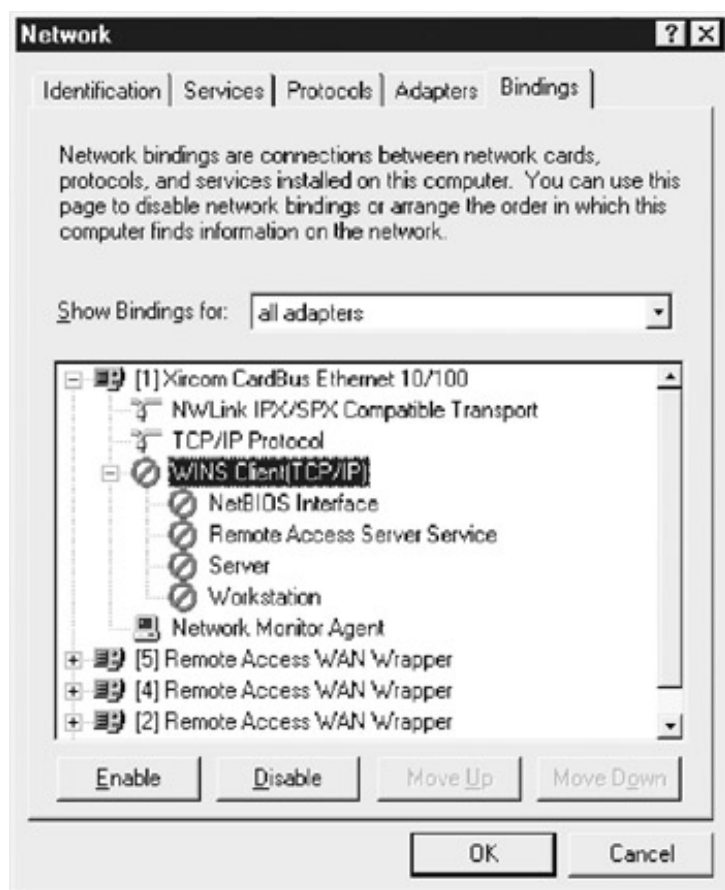 Network
Identification Services Protocols Adapters Bindings
Network bindings are connections between network cards,
protocols, and services installed on this computer. You can use this
page to disable network bindings or arrange the order in which this
computer finds information on the network.
Show Bindings for: all adapters
[1] Xircom CardBus Ethernet 10/100
NWLink IPX/SPX Compatible Transport
TCP/IP Protocol
WINS Client(TCP/IP)
NetBIOS Interface
Remote Access Server Service
Server
Workstation
Network Monitor Agent
[5] Remote Access WAN Wrapper
[4] Remote Access WAN Wrapper
[2] Remote Access WAN Wrapper
Enable Disable Move Up Move Down
OK Cancel